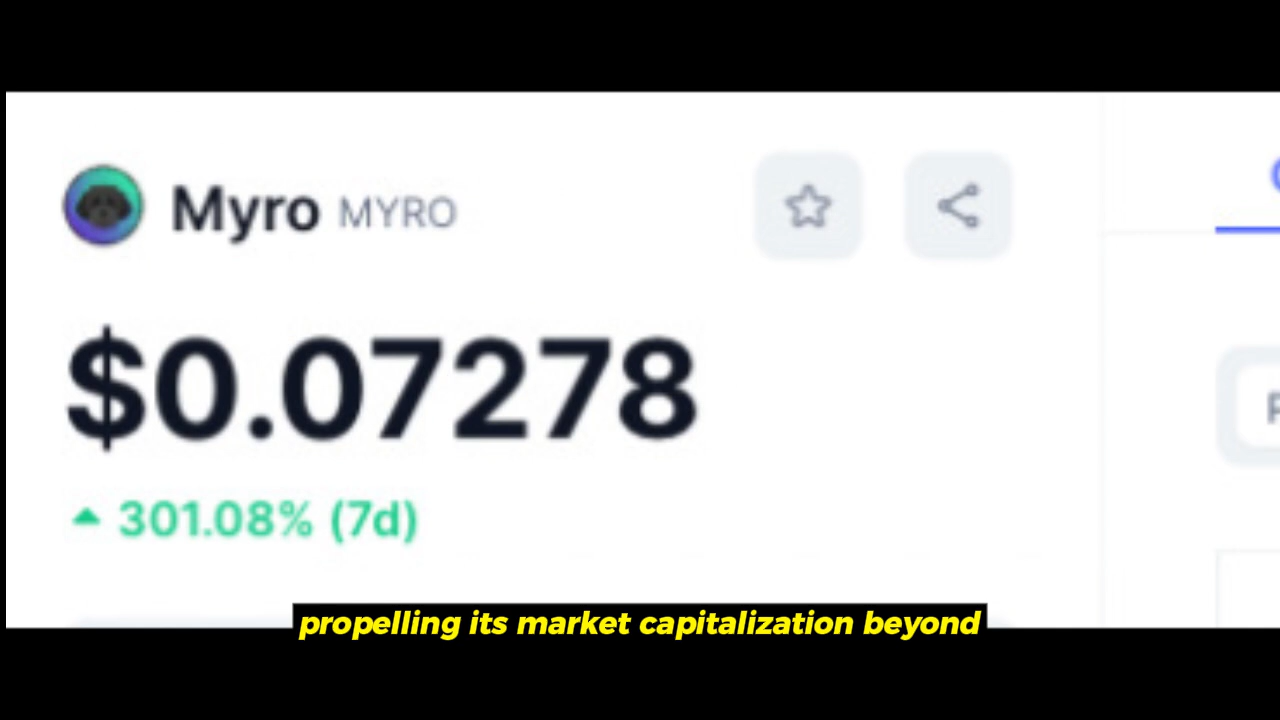 Myro MYRO
$0.07278
301.08% (7d)
propelling its market capitalization beyond